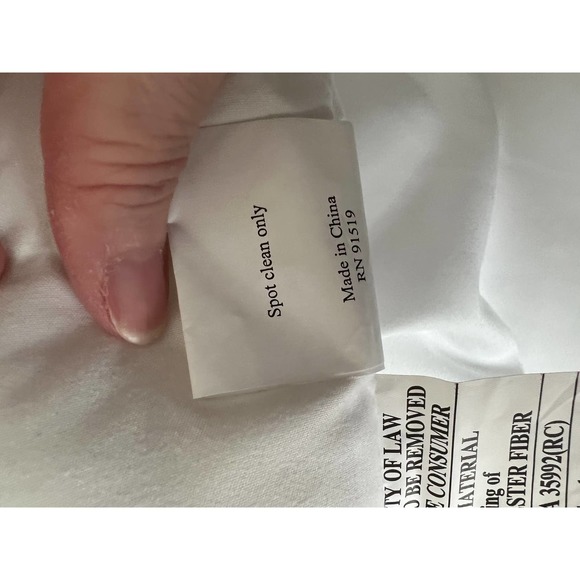 Spot clean only
Made in China
RN 91519
TY OF LAW
BE REMOVED
CONSUMER
MATERIAL
of
STER FIBER
35992(RC)